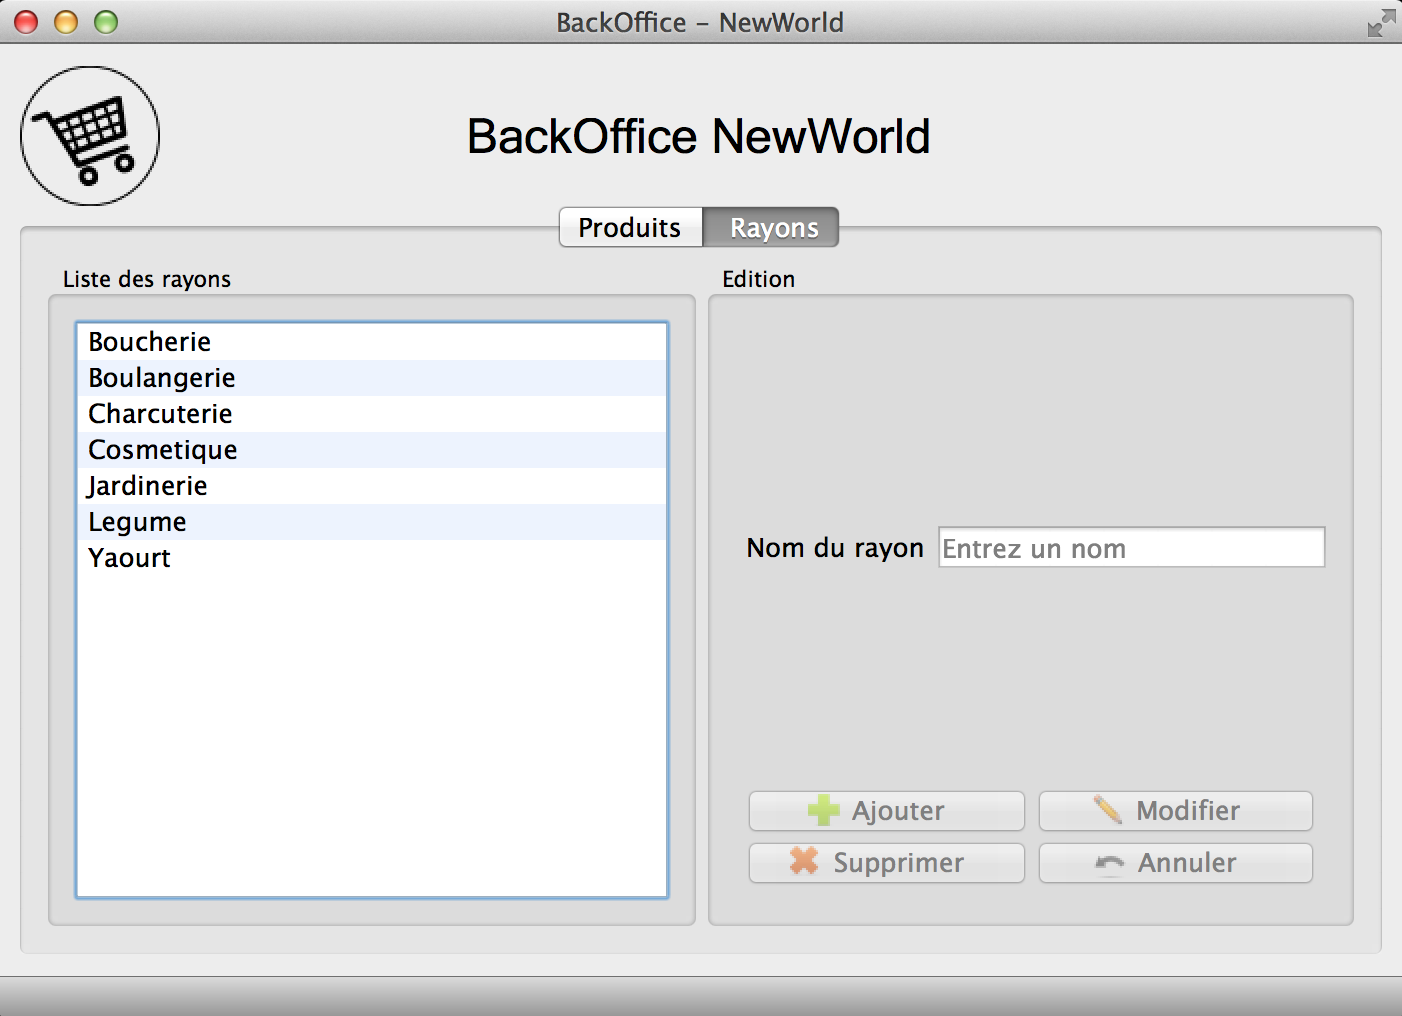 BackOffice – NewWorld
BackOffice NewWorld
Produits
Rayons
Liste des rayons
Boucherie
Boulangerie
Charcuterie
Cosmetique
Jardinerie
Legume
Yaourt
Edition
Nom du rayon
Entrez un nom
Ajouter
Modifier
Supprimer
Annuler